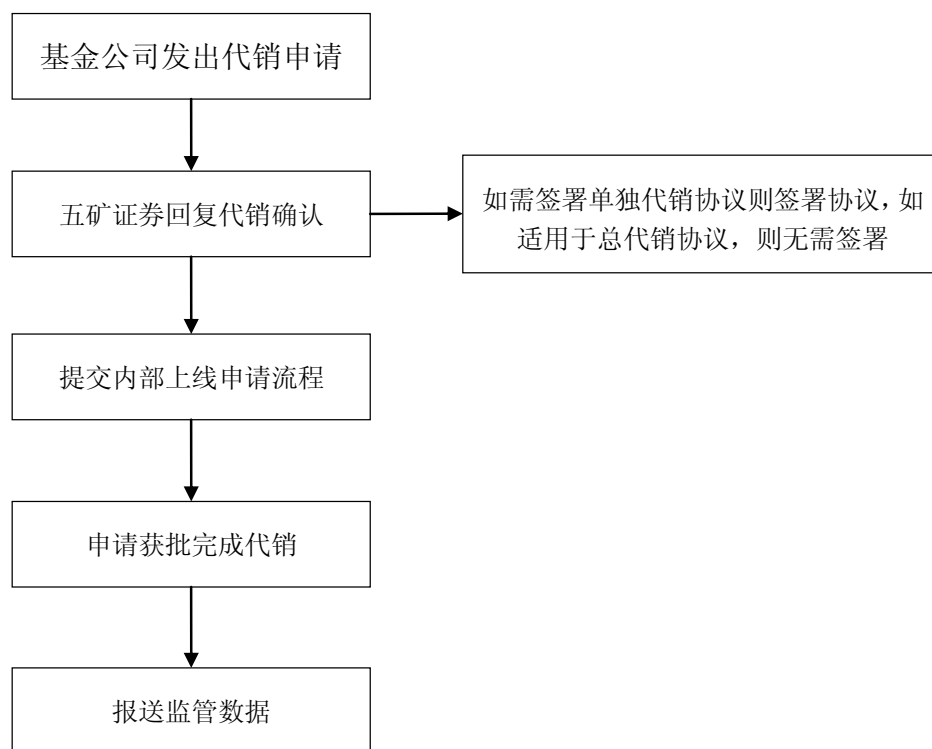 基金公司发出代销申请
五矿证券回复代销确认
如需签署单独代销协议则签署协议，如
适用于总代销协议，则无需签署
提交内部上线申请流程
申请获批完成代销
报送监管数据